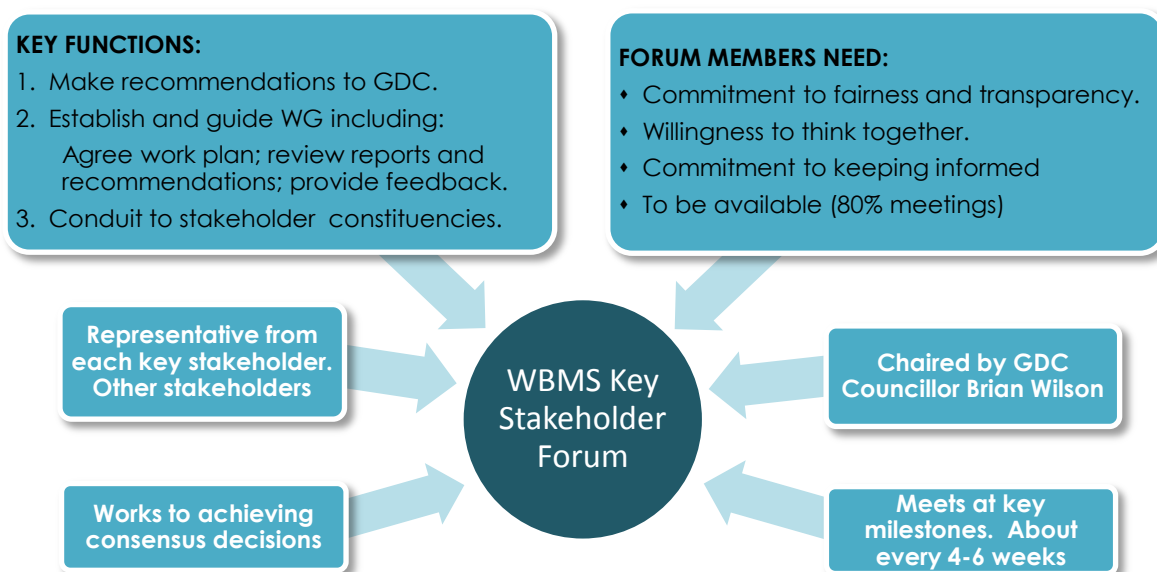 KEY FUNCTIONS:
1. Make recommendations to GDC.
2. Establish and guide WG including:
Agree work plan; review reports and
recommendations; provide feedback.
3. Conduit to stakeholder constituencies.
FORUM MEMBERS NEED:
• Commitment to fairness and transparency.
• Willingness to think together.
• Commitment to keeping informed
• To be available (80% meetings)
Representative from
each key stakeholder.
Other stakeholders
WBMS Key
Stakeholder
Forum
Chaired by GDC
Councillor Brian Wilson
Works to achieving
consensus decisions
Meets at key
milestones. About
every 4-6 weeks